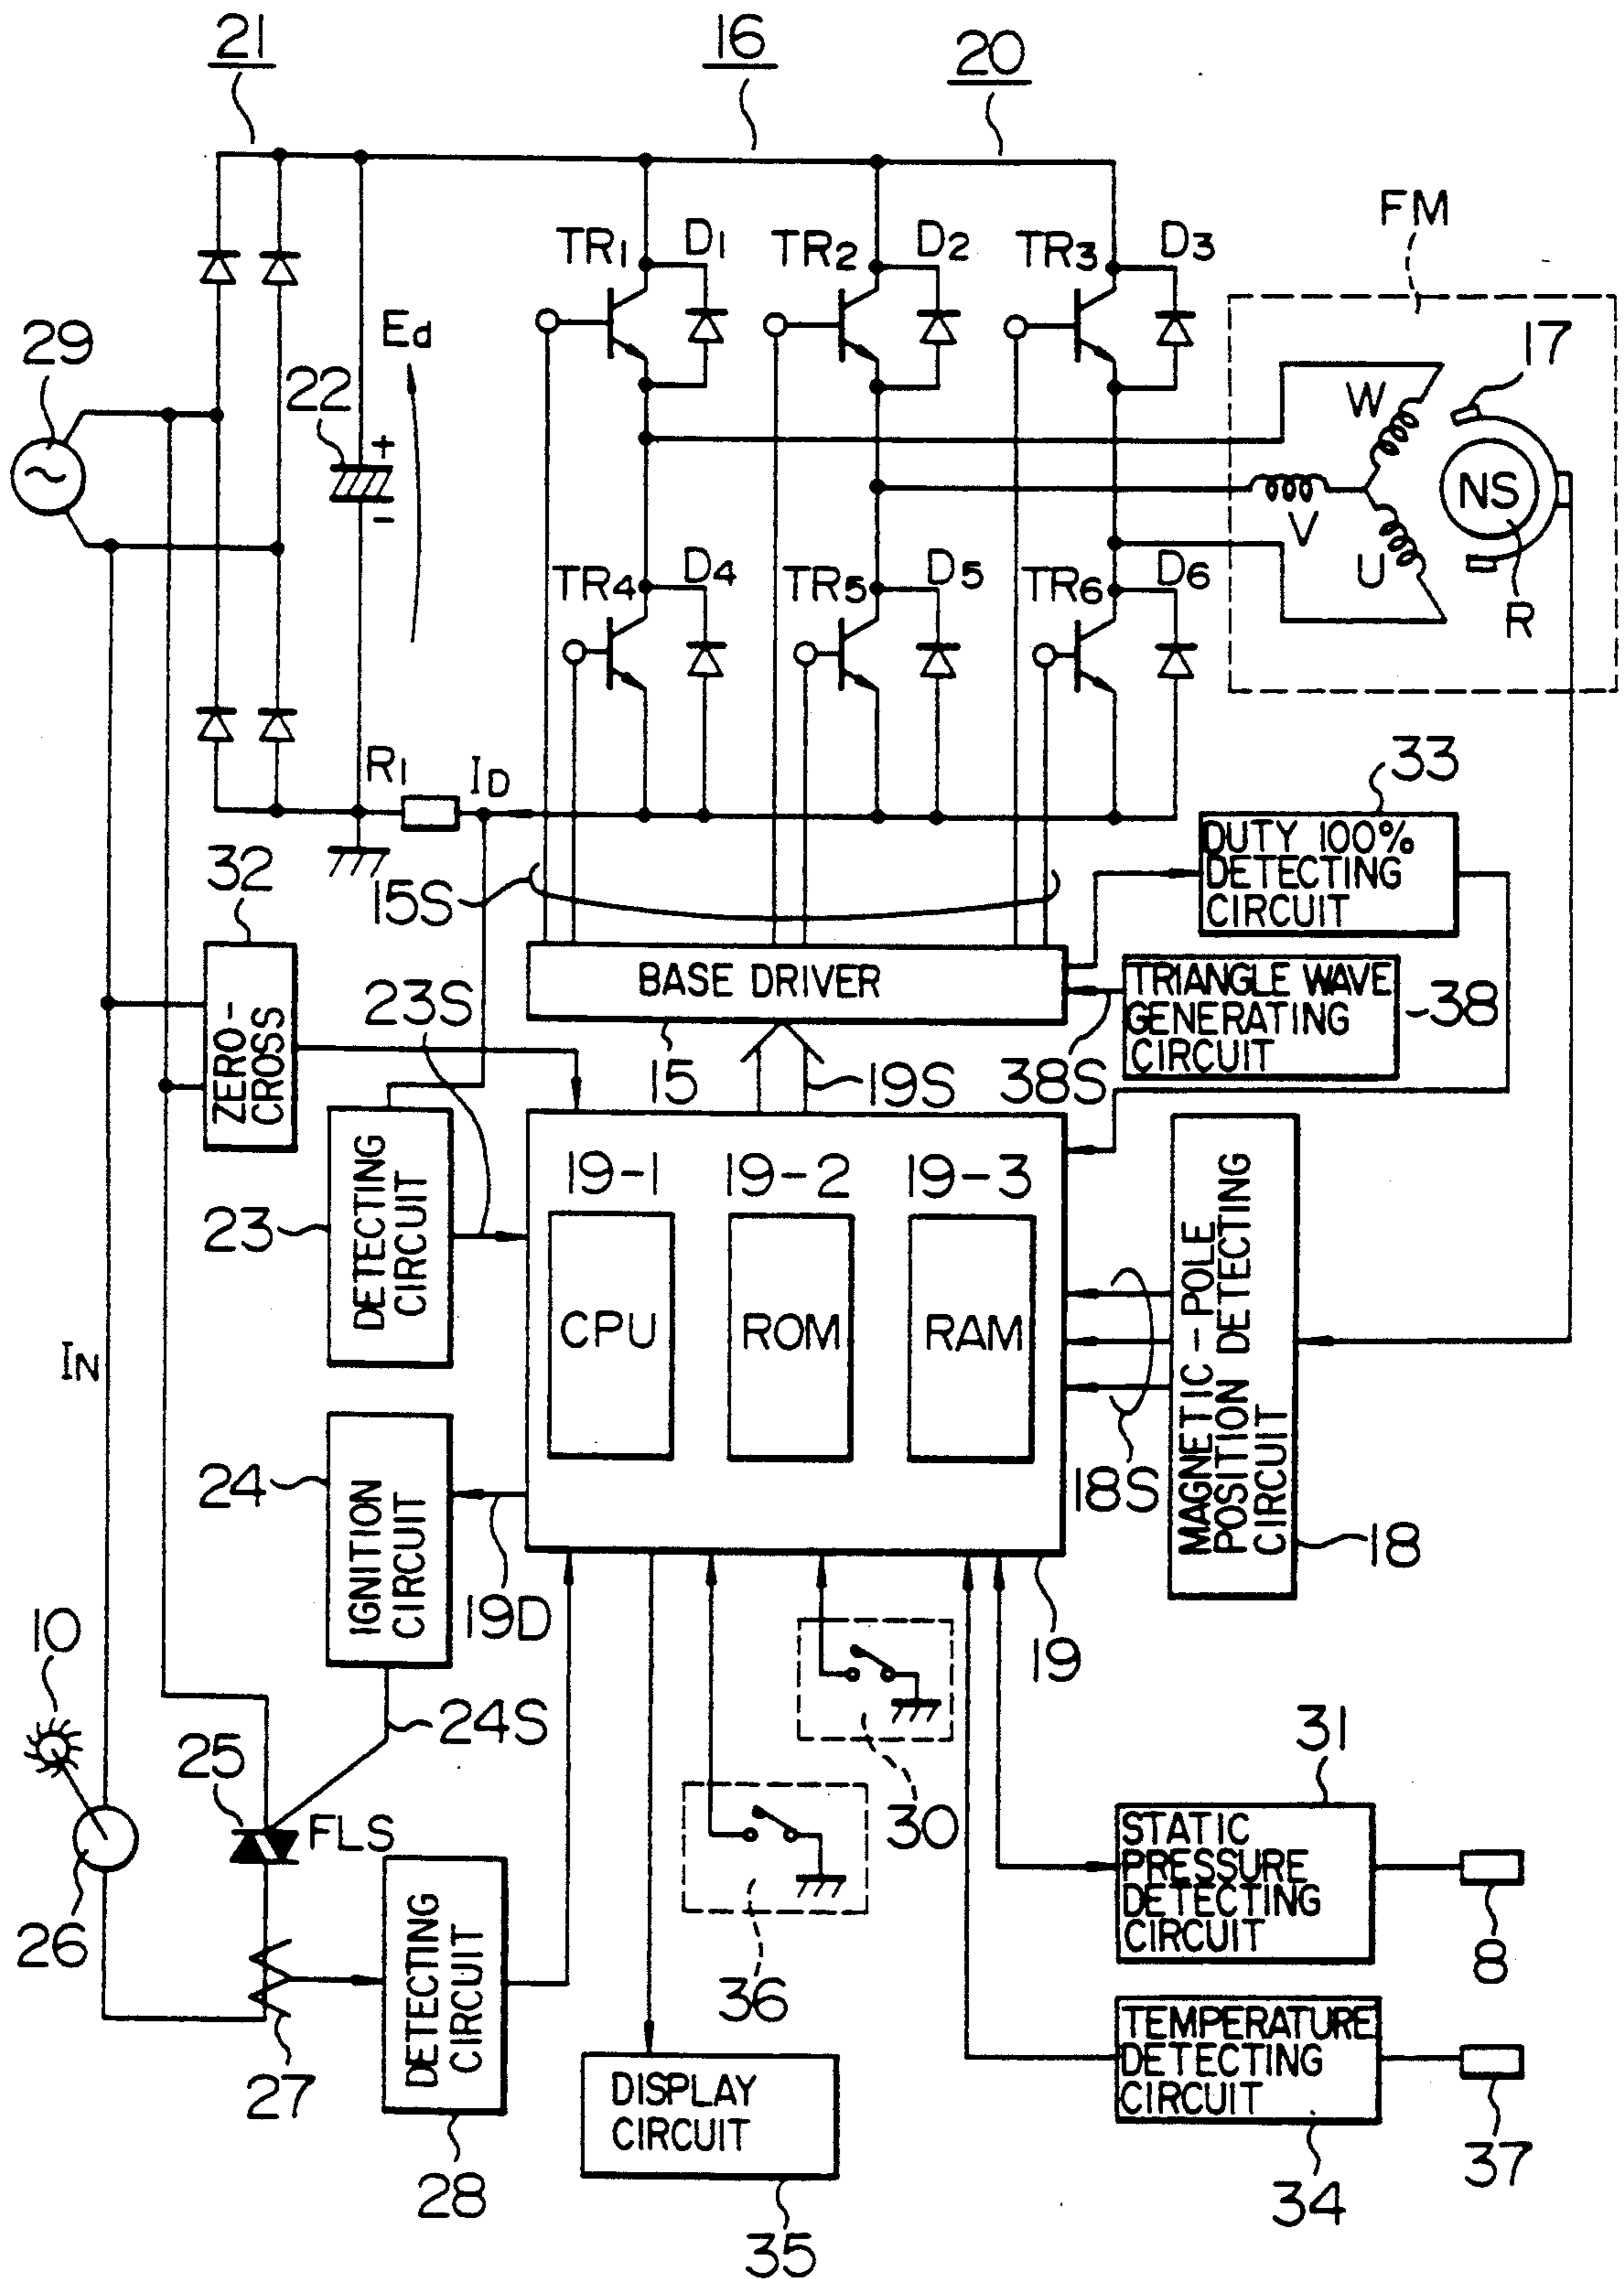 21
16
20
FM
TR1
D1
TR2
D2
TR3
D3
17
29
Ed
22
+
-
W
NS
V
U
R
TR4
D4
TR5
D5
TR6
D6
R1
ID
33
DUTY 100%
DETECTING
CIRCUIT
32
15S
BASE DRIVER
TRIANGLE WAVE
GENERATING
CIRCUIT
38
23S
ZERO-
CROSS
15
19S
38S
DETECTING
CIRCUIT
23
19-1
19-2
19-3
CPU
ROM
RAM
MAGNETIC-POLE
POSITION DETECTING
CIRCUIT
IN
18S
18
24
IGNITION
CIRCUIT
19D
19
10
24S
25
FLS
30
31
STATIC
PRESSURE
DETECTING
CIRCUIT
8
26
DETECTING
CIRCUIT
36
27
TEMPERATURE
DETECTING
CIRCUIT
37
DISPLAY
CIRCUIT
28
34
35